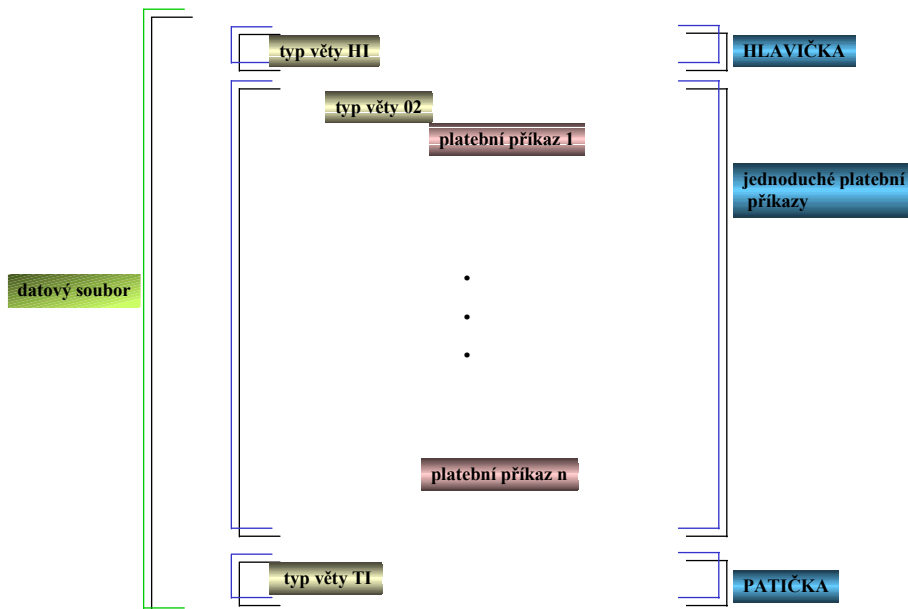 typ věty HI
HLAVIČKA
typ věty 02
platební příkaz 1
jednoduché platební
příkazy
datový soubor
platební příkaz n
typ věty TI
PATIČKA